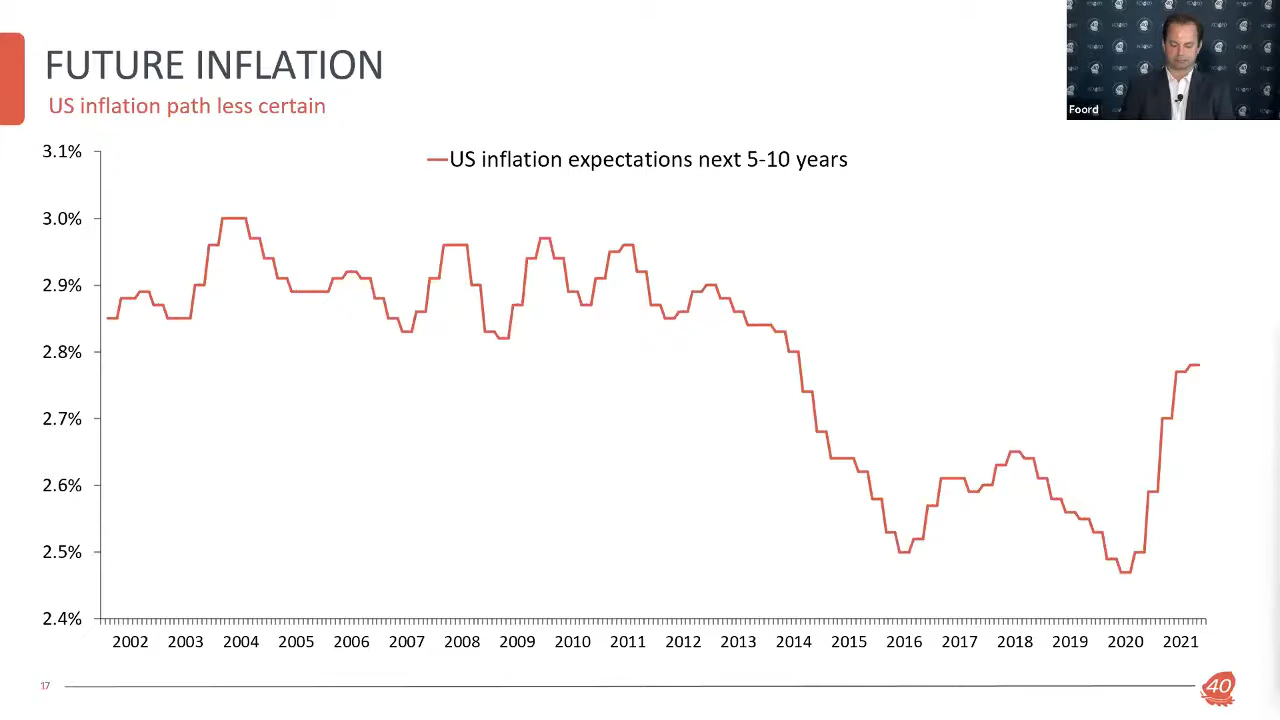 FUTURE INFLATION
US inflation path less certain
Foord
US inflation expectations next 5-10 years
3.1%
3.0%
2.9%
2.8%
2.7%
2.6%
2.5%
2.4%
2002 2003 2004 2005 2006 2007 2008 2009 2010 2011 2012 2013 2014 2015 2016 2017 2018 2019 2020 2021
17
40